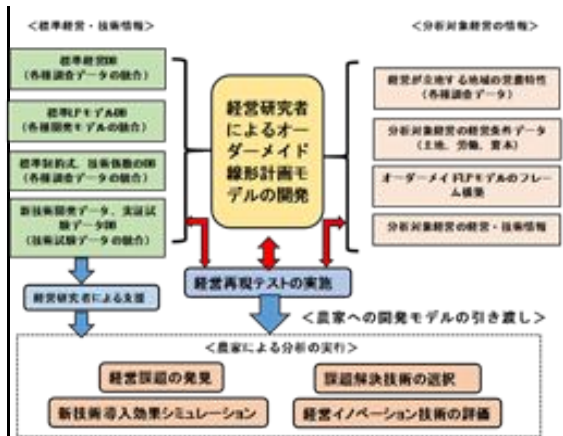 ＜標準経営・技術情報＞
＜分析対象経営の情報＞
標準経営DB
（各種調査データの融合）
標準LPモデルDB
（各種開発モデルの融合）
標準制約式、技術係数のDB
（各種調査データの融合）
新技術開発データ、実証試
験データDB
（技術試験データの融合）
経営研究者による支援
経営研究者
によるオー
ダーメイド
線形計画モ
デルの開発
経営が立地する地域の営農特性
（各種調査データ）
分析対象経営の経営条件データ
（土地、労働、資本）
オーダーメイドLPモデルのフレー
ム構築
分析対象経営の経営・技術情報
経営再現テストの実施
＜農家への開発モデルの引き渡し＞
＜農家による分析の実行＞
経営課題の発見
課題解決技術の選択
新技術導入効果シミュレーション
経営イノベーション技術の評価